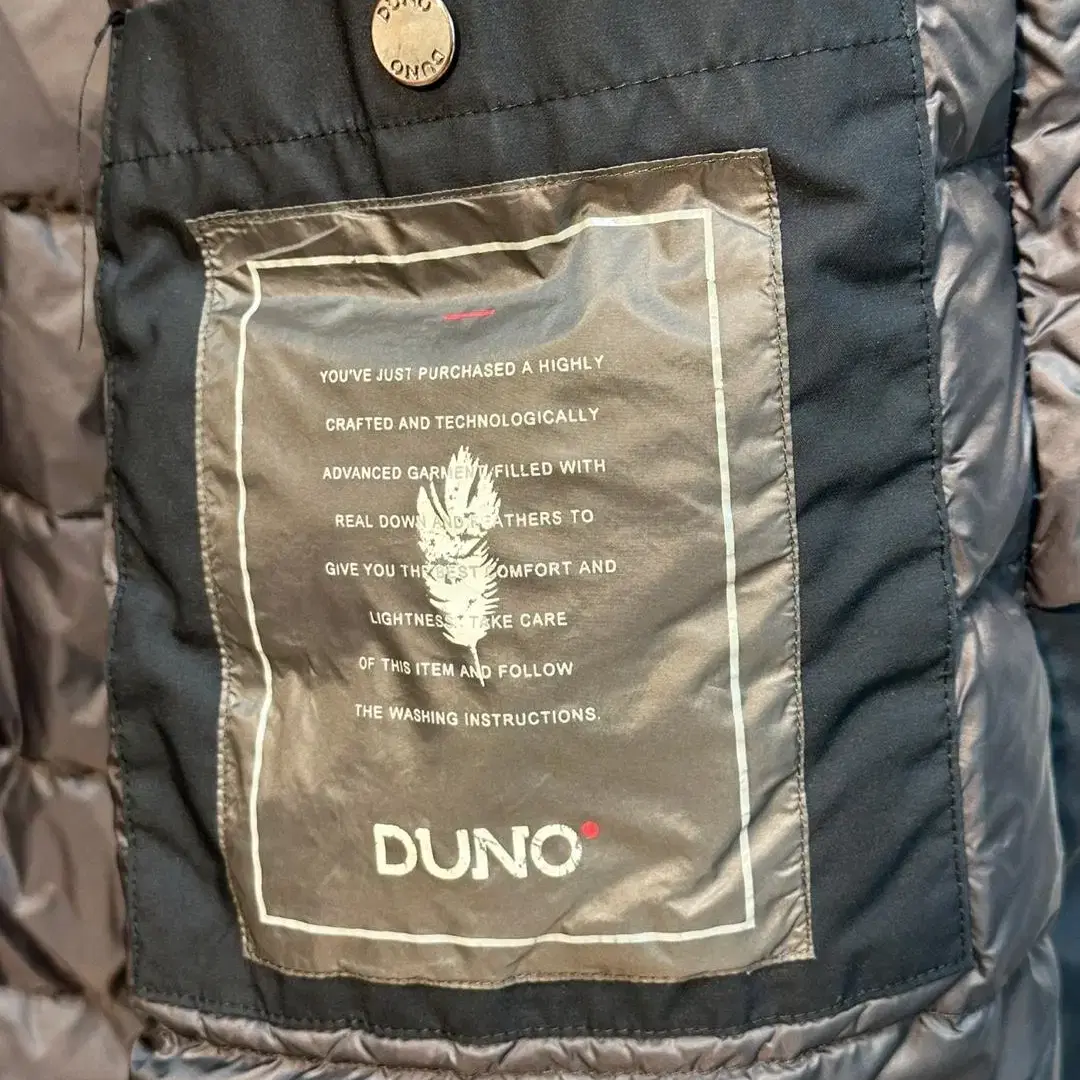 DUNO
DUNO
YOU'VE JUST PURCHASED A HIGHLY
CRAFTED AND TECHNOLOGICALLY
ADVANCED GARMENT FILLED WITH
REAL DOWN AND FEATHERS TO
GIVE YOU THE BEST COMFORT AND
LIGHTNESS. TAKE CARE
OF THIS ITEM AND FOLLOW
THE WASHING INSTRUCTIONS.
DUNO